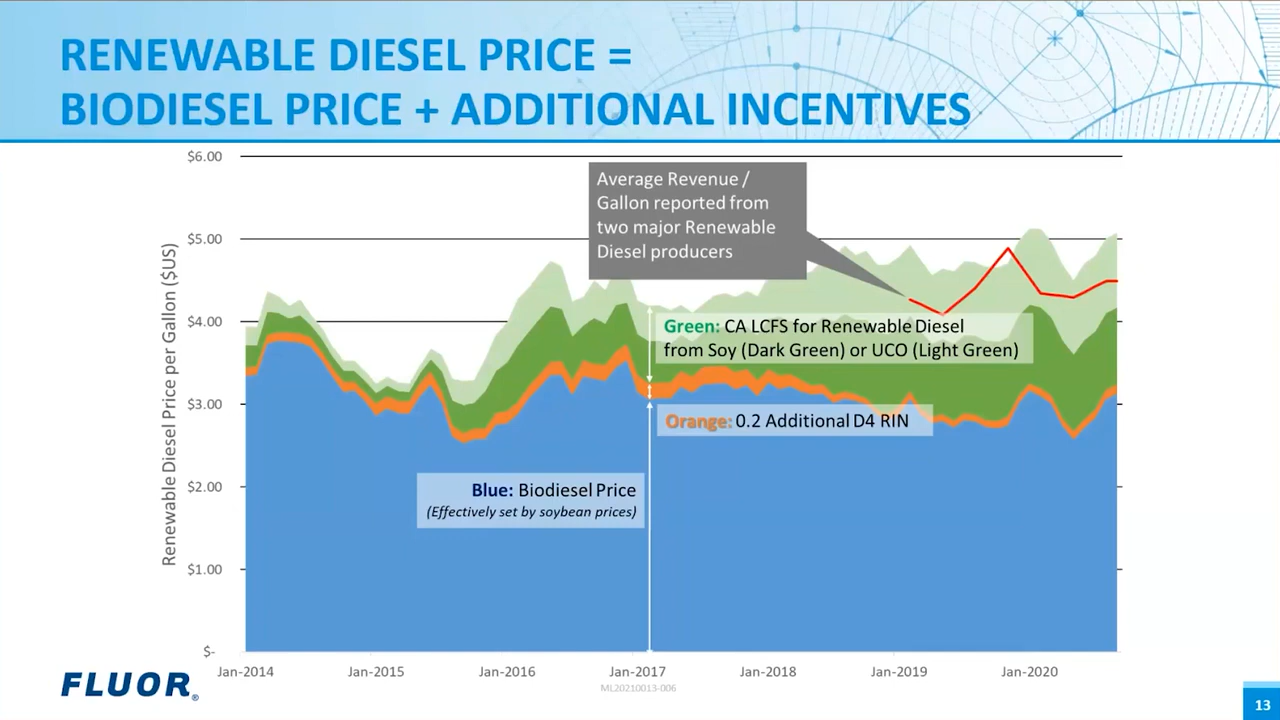 RENEWABLE DIESEL PRICE =
BIODIESEL PRICE + ADDITIONAL INCENTIVES
Renewable Diesel Price per Gallon ($US)
$6.00
$5.00
$4.00
$3.00
$2.00
$1.00
$-
Average Revenue /
Gallon reported from
two major Renewable
Diesel producers
Green: CA LCFS for Renewable Diesel
from Soy (Dark Green) or UCO (Light Green)
Orange: 0.2 Additional D4 RIN
Blue: Biodiesel Price
(Effectively set by soybean prices)
Jan-2014 Jan-2015 Jan-2016 Jan-2017 Jan-2018 Jan-2019 Jan-2020
ML20210013-006
FLUOR®
13